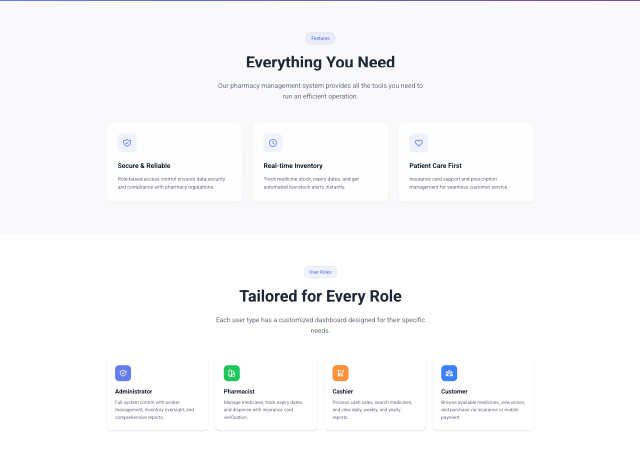 Features
Everything You Need
Our pharmacy management system provides all the tools you need to
run an efficient operation.
Secure & Reliable
Role-based access control ensures data security
and compliance with pharmacy regulations.
Real-time Inventory
Track medicine stock, expiry dates, and get
automated low-stock alerts instantly.
Patient Care First
Insurance card support and prescription
management for seamless customer service.
User Roles
Tailored for Every Role
Each user type has a customized dashboard designed for their specific
needs.
Administrator
Full system control with worker
management, inventory oversight, and
comprehensive reports.
Pharmacist
Manage medicines, track expiry dates,
and dispense with insurance card
verification.
Cashier
Process cash sales, search medicines,
and view daily, weekly, and yearly
reports.
Customer
Browse available medicines, view prices,
and purchase via insurance or mobile
payment.